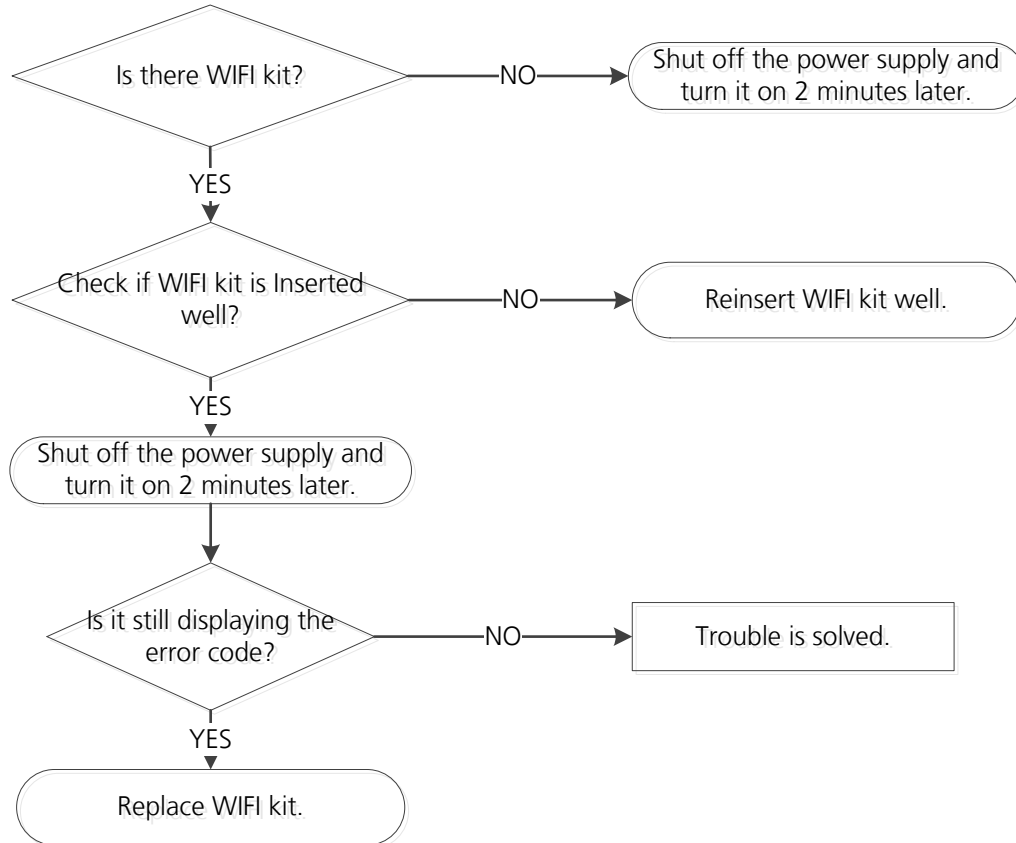 Is there WIFI kit?
NO
Shut off the power supply and
turn it on 2 minutes later.
YES
Check if WIFI kit is Inserted
well?
NO
Reinsert WIFI kit well.
YES
Shut off the power supply and
turn it on 2 minutes later.
Is it still displaying the
error code?
NO
Trouble is solved.
YES
Replace WIFI kit.